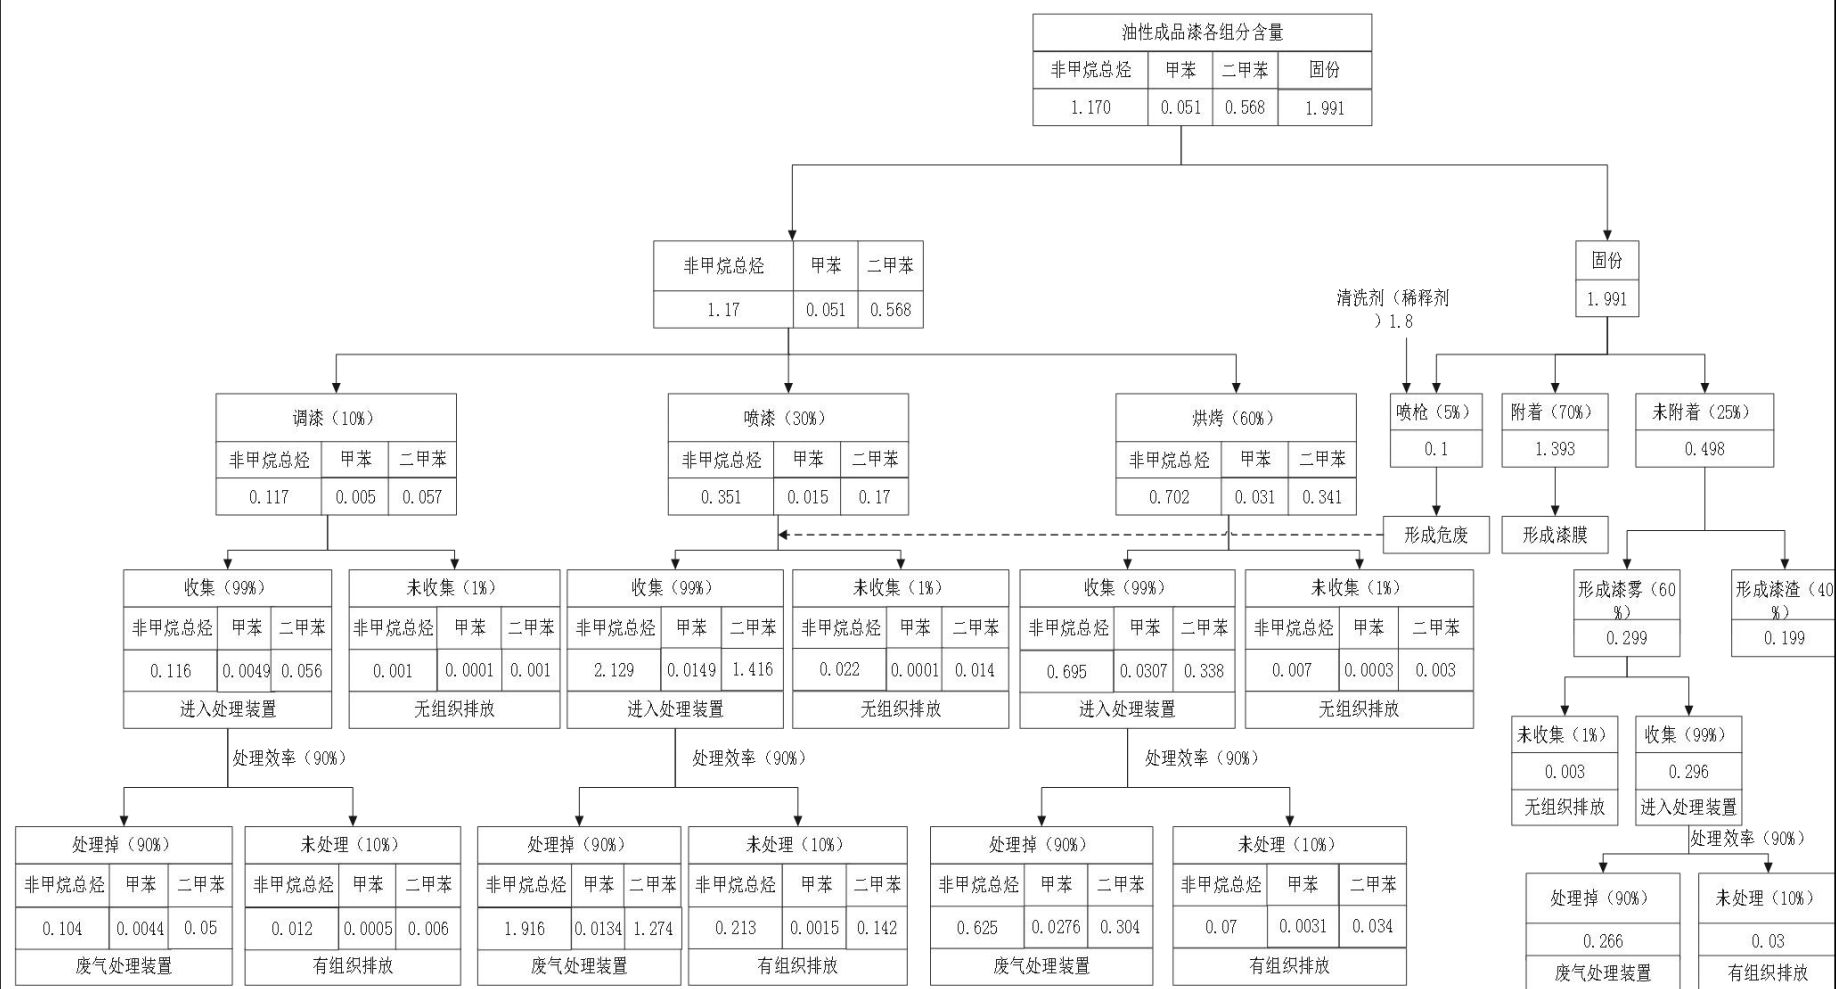 油性成品漆各组分含量
非甲烷总烃 甲苯 二甲苯 固份
1.170 0.051 0.568 1.991
非甲烷总烃 甲苯 二甲苯
1.17 0.051 0.568
固份
1.991
清洗剂（稀释剂
）1.8
调漆（10%）
非甲烷总烃 甲苯 二甲苯
0.117 0.005 0.057
喷漆（30%）
非甲烷总烃 甲苯 二甲苯
0.351 0.015 0.17
烘烤（60%）
非甲烷总烃 甲苯 二甲苯
0.702 0.031 0.341
喷枪（5%）
0.1
附着（70%）
1.393
未附着（25%）
0.498
形成危废
形成漆膜
收集（99%）
非甲烷总烃 甲苯 二甲苯
0.116 0.0049 0.056
进入处理装置
未收集（1%）
非甲烷总烃 甲苯 二甲苯
0.001 0.0001 0.001
无组织排放
收集（99%）
非甲烷总烃 甲苯 二甲苯
2.129 0.0149 1.416
进入处理装置
未收集（1%）
非甲烷总烃 甲苯 二甲苯
0.022 0.0001 0.014
无组织排放
收集（99%）
非甲烷总烃 甲苯 二甲苯
0.695 0.0307 0.338
进入处理装置
未收集（1%）
非甲烷总烃 甲苯 二甲苯
0.007 0.0003 0.003
无组织排放
形成漆雾（60
%）
0.299
形成漆渣（40
%）
0.199
未收集（1%）
0.003
无组织排放
收集（99%）
0.296
进入处理装置
处理效率（90%）
处理效率（90%）
处理效率（90%）
处理效率（90%）
处理掉（90%）
非甲烷总烃 甲苯 二甲苯
0.104 0.0044 0.05
废气处理装置
未处理（10%）
非甲烷总烃 甲苯 二甲苯
0.012 0.0005 0.006
有组织排放
处理掉（90%）
非甲烷总烃 甲苯 二甲苯
1.916 0.0134 1.274
废气处理装置
未处理（10%）
非甲烷总烃 甲苯 二甲苯
0.213 0.0015 0.142
有组织排放
处理掉（90%）
非甲烷总烃 甲苯 二甲苯
0.625 0.0276 0.304
废气处理装置
未处理（10%）
非甲烷总烃 甲苯 二甲苯
0.07 0.0031 0.034
有组织排放
处理掉（90%）
0.266
废气处理装置
未处理（10%）
0.03
有组织排放